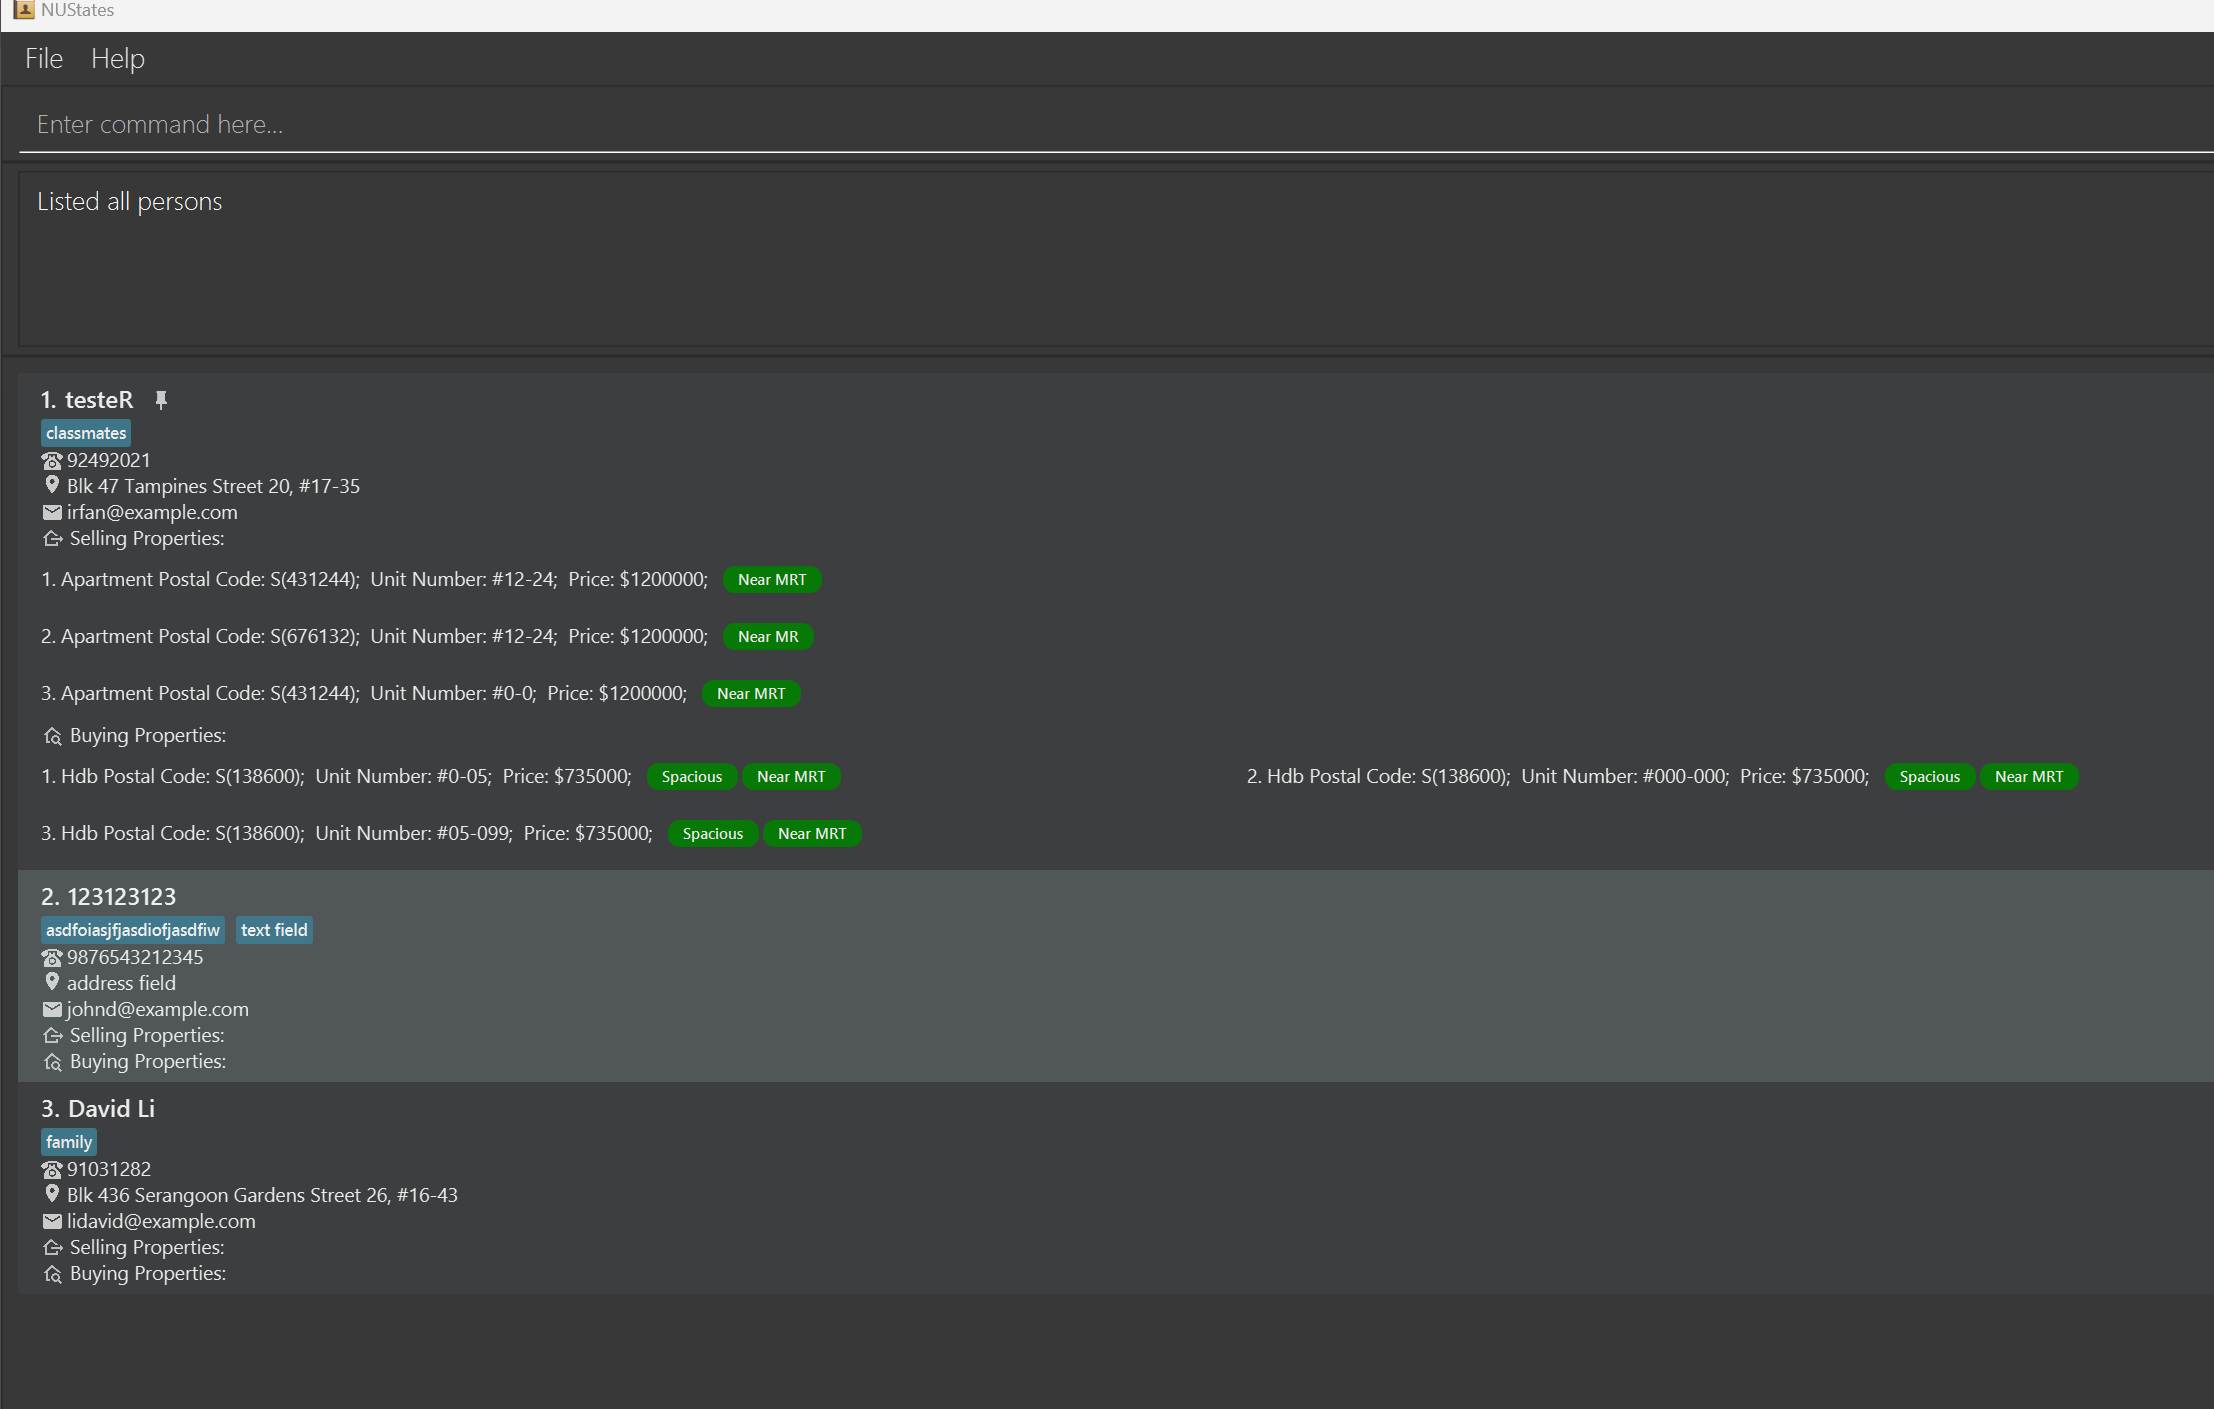 NUStates
File Help
Enter command here...
Listed all persons
1. testeR
classmates
92492021
Blk 47 Tampines Street 20, #17-35
irfan@example.com
Selling Properties:
1. Apartment Postal Code: S(431244); Unit Number: #12-24; Price: $1200000; Near MRT
2. Apartment Postal Code: S(676132); Unit Number: #12-24; Price: $1200000; Near MR
3. Apartment Postal Code: S(431244); Unit Number: #0-0; Price: $1200000; Near MRT
Buying Properties:
1. Hdb Postal Code: S(138600); Unit Number: #0-05; Price: $735000; Spacious Near MRT
2. Hdb Postal Code: S(138600); Unit Number: #000-000; Price: $735000; Spacious Near MRT
3. Hdb Postal Code: S(138600); Unit Number: #05-099; Price: $735000; Spacious Near MRT
2. 123123123
asdfoiasjfjasdiofjasdfiw text field
9876543212345
address field
johnd@example.com
Selling Properties:
Buying Properties:
3. David Li
family
91031282
Blk 436 Serangoon Gardens Street 26, #16-43
lidavid@example.com
Selling Properties:
Buying Properties: